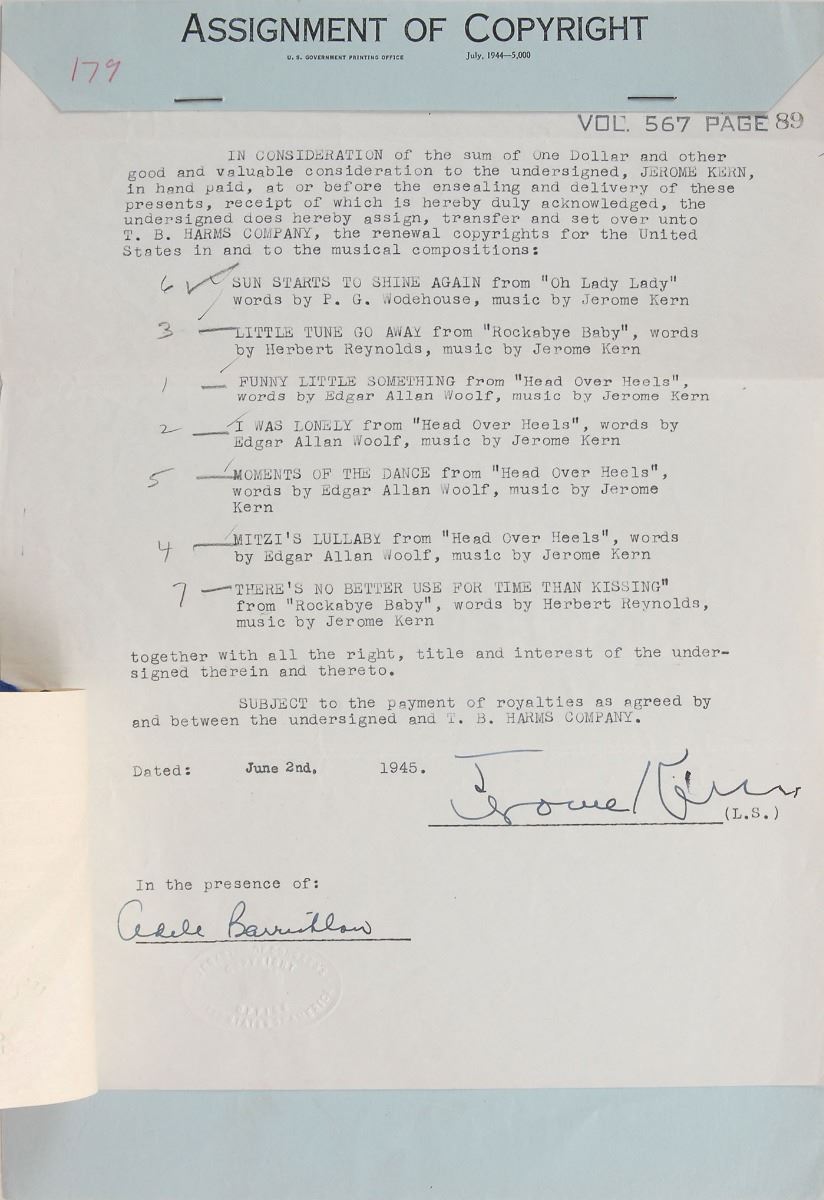 ASSIGNMENT OF COPYRIGHT
U. S. GOVERNMENT PRINTING OFFICE July, 1944—5,000
179
VOL. 567 PAGE 89
IN CONSIDERATION of the sum of One Dollar and other
good and valuable consideration to the undersigned, JEROME KERN,
in hand paid, at or before the ensealing and delivery of these
presents, receipt of which is hereby duly acknowledged, the
undersigned does hereby assign, transfer and set over unto
T. B. HARMS COMPANY, the renewal copyrights for the United
States in and to the musical compositions:
6 SUN STARTS TO SHINE AGAIN from "Oh Lady Lady"
words by P. G. Wodehouse, music by Jerome Kern
3 LITTLE TUNE GO AWAY from "Rockabye Baby", words
by Herbert Reynolds, music by Jerome Kern
1 FUNNY LITTLE SOMETHING from "Head Over Heels",
words by Edgar Allan Woolf, music by Jerome Kern
2 I WAS LONELY from "Head Over Heels", words by
Edgar Allan Woolf, music by Jerome Kern
5 MOMENTS OF THE DANCE from "Head Over Heels",
words by Edgar Allan Woolf, music by Jerome
Kern
4 MITZI'S LULLABY from "Head Over Heels", words
by Edgar Allan Woolf, music by Jerome Kern
7 THERE'S NO BETTER USE FOR TIME THAN KISSING"
from "Rockabye Baby", words by Herbert Reynolds,
music by Jerome Kern
together with all the right, title and interest of the under-
signed therein and thereto.
SUBJECT to the payment of royalties as agreed by
and between the undersigned and T. B. HARMS COMPANY.
Dated: June 2nd, 1945.
Jerome Kern
(L.S.)
In the presence of:
Adele
COPYRIGHT
OFFICE